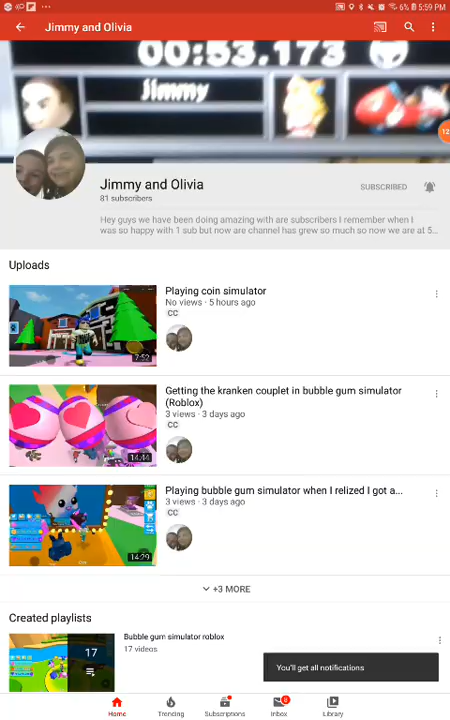 6% 5:59 PM
Jimmy and Olivia
00:53.173
Jimmy
12
Jimmy and Olivia
SUBSCRIBED
81 subscribers
Hey guys we have been doing amazing with are subscribers I remember when I
was so happy with 1 sub but now are channel has grew so much so now we are at 5...
Uploads
Playing coin simulator
No views · 5 hours ago
CC
7:52
Getting the kranken couplet in bubble gum simulator
(Roblox)
3 views · 3 days ago
CC
14:44
Playing bubble gum simulator when I relized I got a...
3 views · 3 days ago
CC
14:29
+3 MORE
Created playlists
Bubble gum simulator roblox
17 videos
17
You'll get all notifications
8
Home
Trending
Subscriptions
Inbox
Library